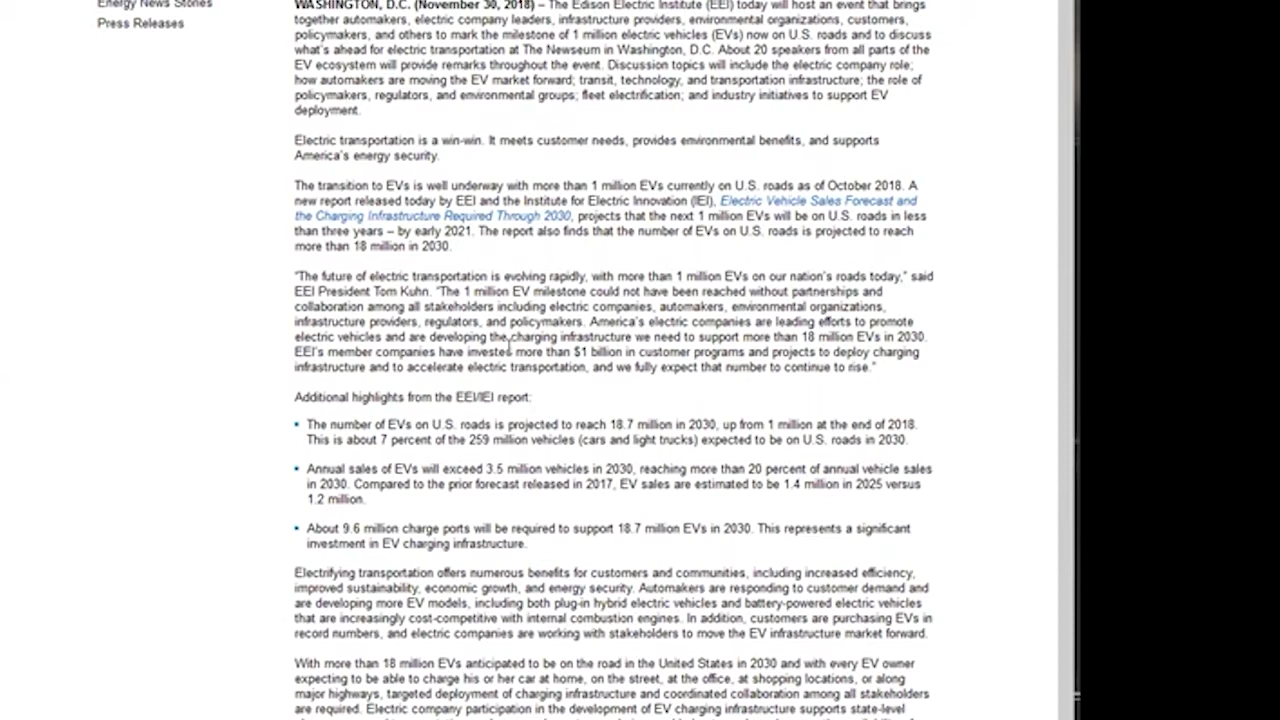 Energy News Stories
Press Releases
WASHINGTON, D.C. (November 30, 2018) – The Edison Electric Institute (EEI) today will host an event that brings
together automakers, electric company leaders, infrastructure providers, environmental organizations, customers,
policymakers, and others to mark the milestone of 1 million electric vehicles (EVs) now on U.S. roads and to discuss
what's ahead for electric transportation at The Newseum in Washington, D.C. About 20 speakers from all parts of the
EV ecosystem will provide remarks throughout the event. Discussion topics will include the electric company role;
how automakers are moving the EV market forward; transit, technology, and transportation infrastructure; the role of
policymakers, regulators, and environmental groups; fleet electrification; and industry initiatives to support EV
deployment.
Electric transportation is a win-win. It meets customer needs, provides environmental benefits, and supports
America's energy security.
The transition to EVs is well underway with more than 1 million EVs currently on U.S. roads as of October 2018. A
new report released today by EEI and the Institute for Electric Innovation (IEI), Electric Vehicle Sales Forecast and
the Charging Infrastructure Required Through 2030, projects that the next 1 million EVs will be on U.S. roads in less
than three years – by early 2021. The report also finds that the number of EVs on U.S. roads is projected to reach
more than 18 million in 2030.
"The future of electric transportation is evolving rapidly, with more than 1 million EVs on our nation's roads today," said
EEI President Tom Kuhn. "The 1 million EV milestone could not have been reached without partnerships and
collaboration among all stakeholders including electric companies, automakers, environmental organizations,
infrastructure providers, regulators, and policymakers. America's electric companies are leading efforts to promote
electric vehicles and are developing the charging infrastructure we need to support more than 18 million EVs in 2030.
EEI's member companies have invested more than $1 billion in customer programs and projects to deploy charging
infrastructure and to accelerate electric transportation, and we fully expect that number to continue to rise."
Additional highlights from the EEI/IEI report:
▪ The number of EVs on U.S. roads is projected to reach 18.7 million in 2030, up from 1 million at the end of 2018.
This is about 7 percent of the 259 million vehicles (cars and light trucks) expected to be on U.S. roads in 2030.
▪ Annual sales of EVs will exceed 3.5 million vehicles in 2030, reaching more than 20 percent of annual vehicle sales
in 2030. Compared to the prior forecast released in 2017, EV sales are estimated to be 1.4 million in 2025 versus
1.2 million.
▪ About 9.6 million charge ports will be required to support 18.7 million EVs in 2030. This represents a significant
investment in EV charging infrastructure.
Electrifying transportation offers numerous benefits for customers and communities, including increased efficiency,
improved sustainability, economic growth, and energy security. Automakers are responding to customer demand and
are developing more EV models, including both plug-in hybrid electric vehicles and battery-powered electric vehicles
that are increasingly cost-competitive with internal combustion engines. In addition, customers are purchasing EVs in
record numbers, and electric companies are working with stakeholders to move the EV infrastructure market forward.
With more than 18 million EVs anticipated to be on the road in the United States in 2030 and with every EV owner
expecting to be able to charge his or her car at home, on the street, at the office, at shopping locations, or along
major highways, targeted deployment of charging infrastructure and coordinated collaboration among all stakeholders
are required. Electric company participation in the development of EV charging infrastructure supports state-level